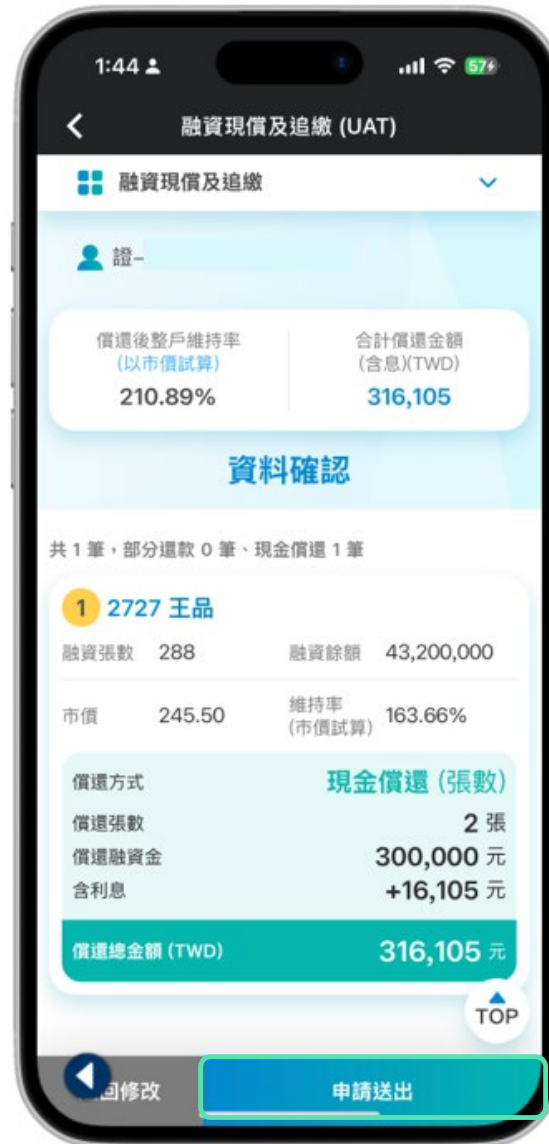 1:44
57
融資現償及追繳 (UAT)
融資現償及追繳
證-
償還後整戶維持率
(以市價試算)
210.89%
合計償還金額
(含息)(TWD)
316,105
資料確認
共 1 筆，部分還款 0 筆、現金償還 1 筆
1 2727 王品
融資張數 288 融資餘額 43,200,000
市價 245.50 維持率
(市價試算) 163.66%
償還方式 現金償還 (張數)
償還張數 2 張
償還融資金 300,000 元
含利息 +16,105 元
償還總金額 (TWD) 316,105 元
TOP
回修改 申請送出